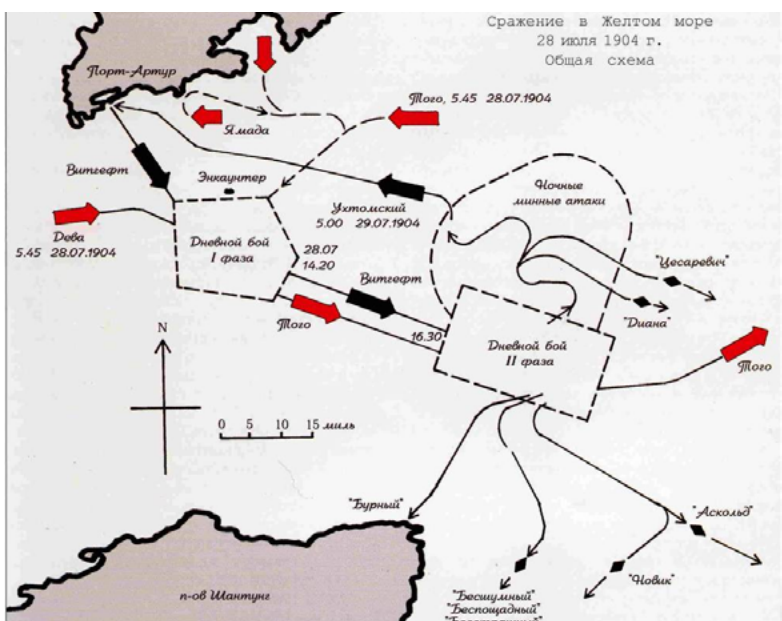 Сражение в Желтом море
28 июля 1904 г.
Общая схема
Порт-Артур
Того, 5.45 28.07.1904
Ямада
Витгефт
Энкаунтер
Ночные
минные атаки
Ухтомский
5.00 29.07.1904
Дева
5.45 28.07.1904
Дневной бой
I фаза
28.07
14.20
Витгефт
"Цесаревич"
"Диана"
Того
16.30
Дневной бой
II фаза
Того
N
0 5 10 15 миль
"Бурный"
"Аскольд"
"Новик"
"Бесшумный"
"Беспощадный"
п-ов Шантунг